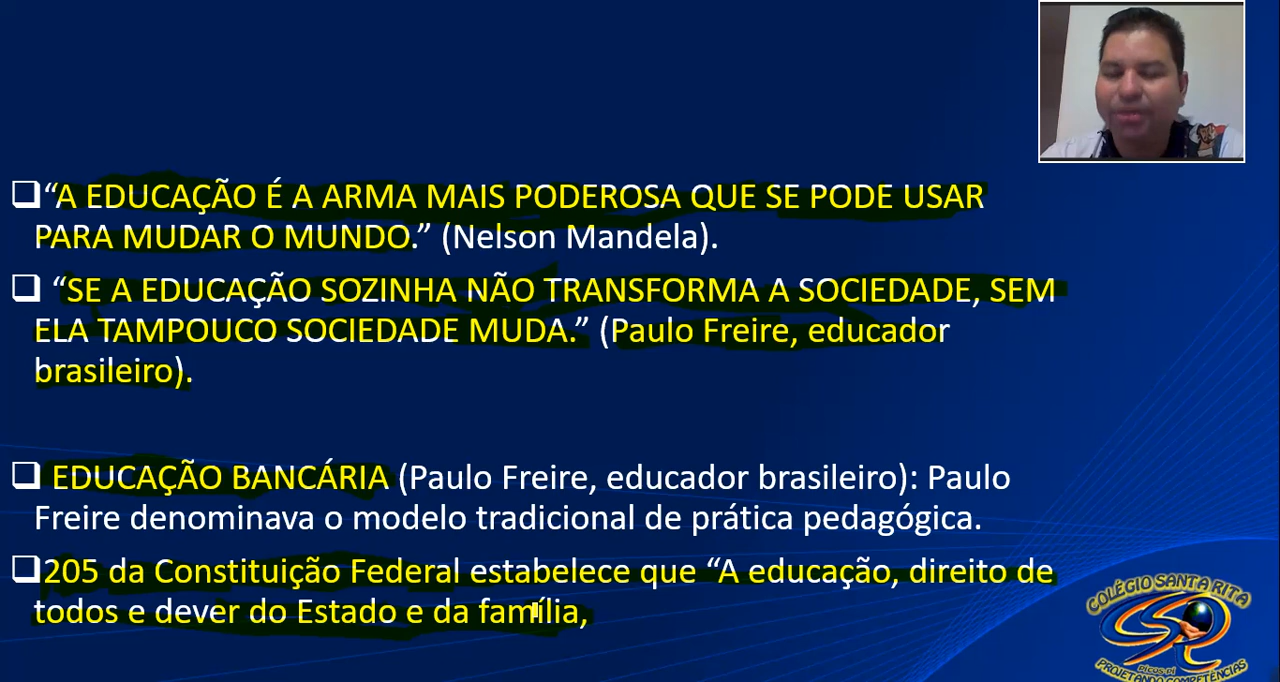 ❑“A EDUCAÇÃO É A ARMA MAIS PODEROSA QUE SE PODE USAR
PARA MUDAR O MUNDO.” (Nelson Mandela).
❑ “SE A EDUCAÇÃO SOZINHA NÃO TRANSFORMA A SOCIEDADE, SEM
ELA TAMPOUCO SOCIEDADE MUDA.” (Paulo Freire, educador
brasileiro).
❑ EDUCAÇÃO BANCÁRIA (Paulo Freire, educador brasileiro): Paulo
Freire denominava o modelo tradicional de prática pedagógica.
❑205 da Constituição Federal estabelece que “A educação, direito de
todos e dever do Estado e da família,
COLÉGIO SANTA RITA
PICOS-PI
PROJETANDO COMPETÊNCIAS